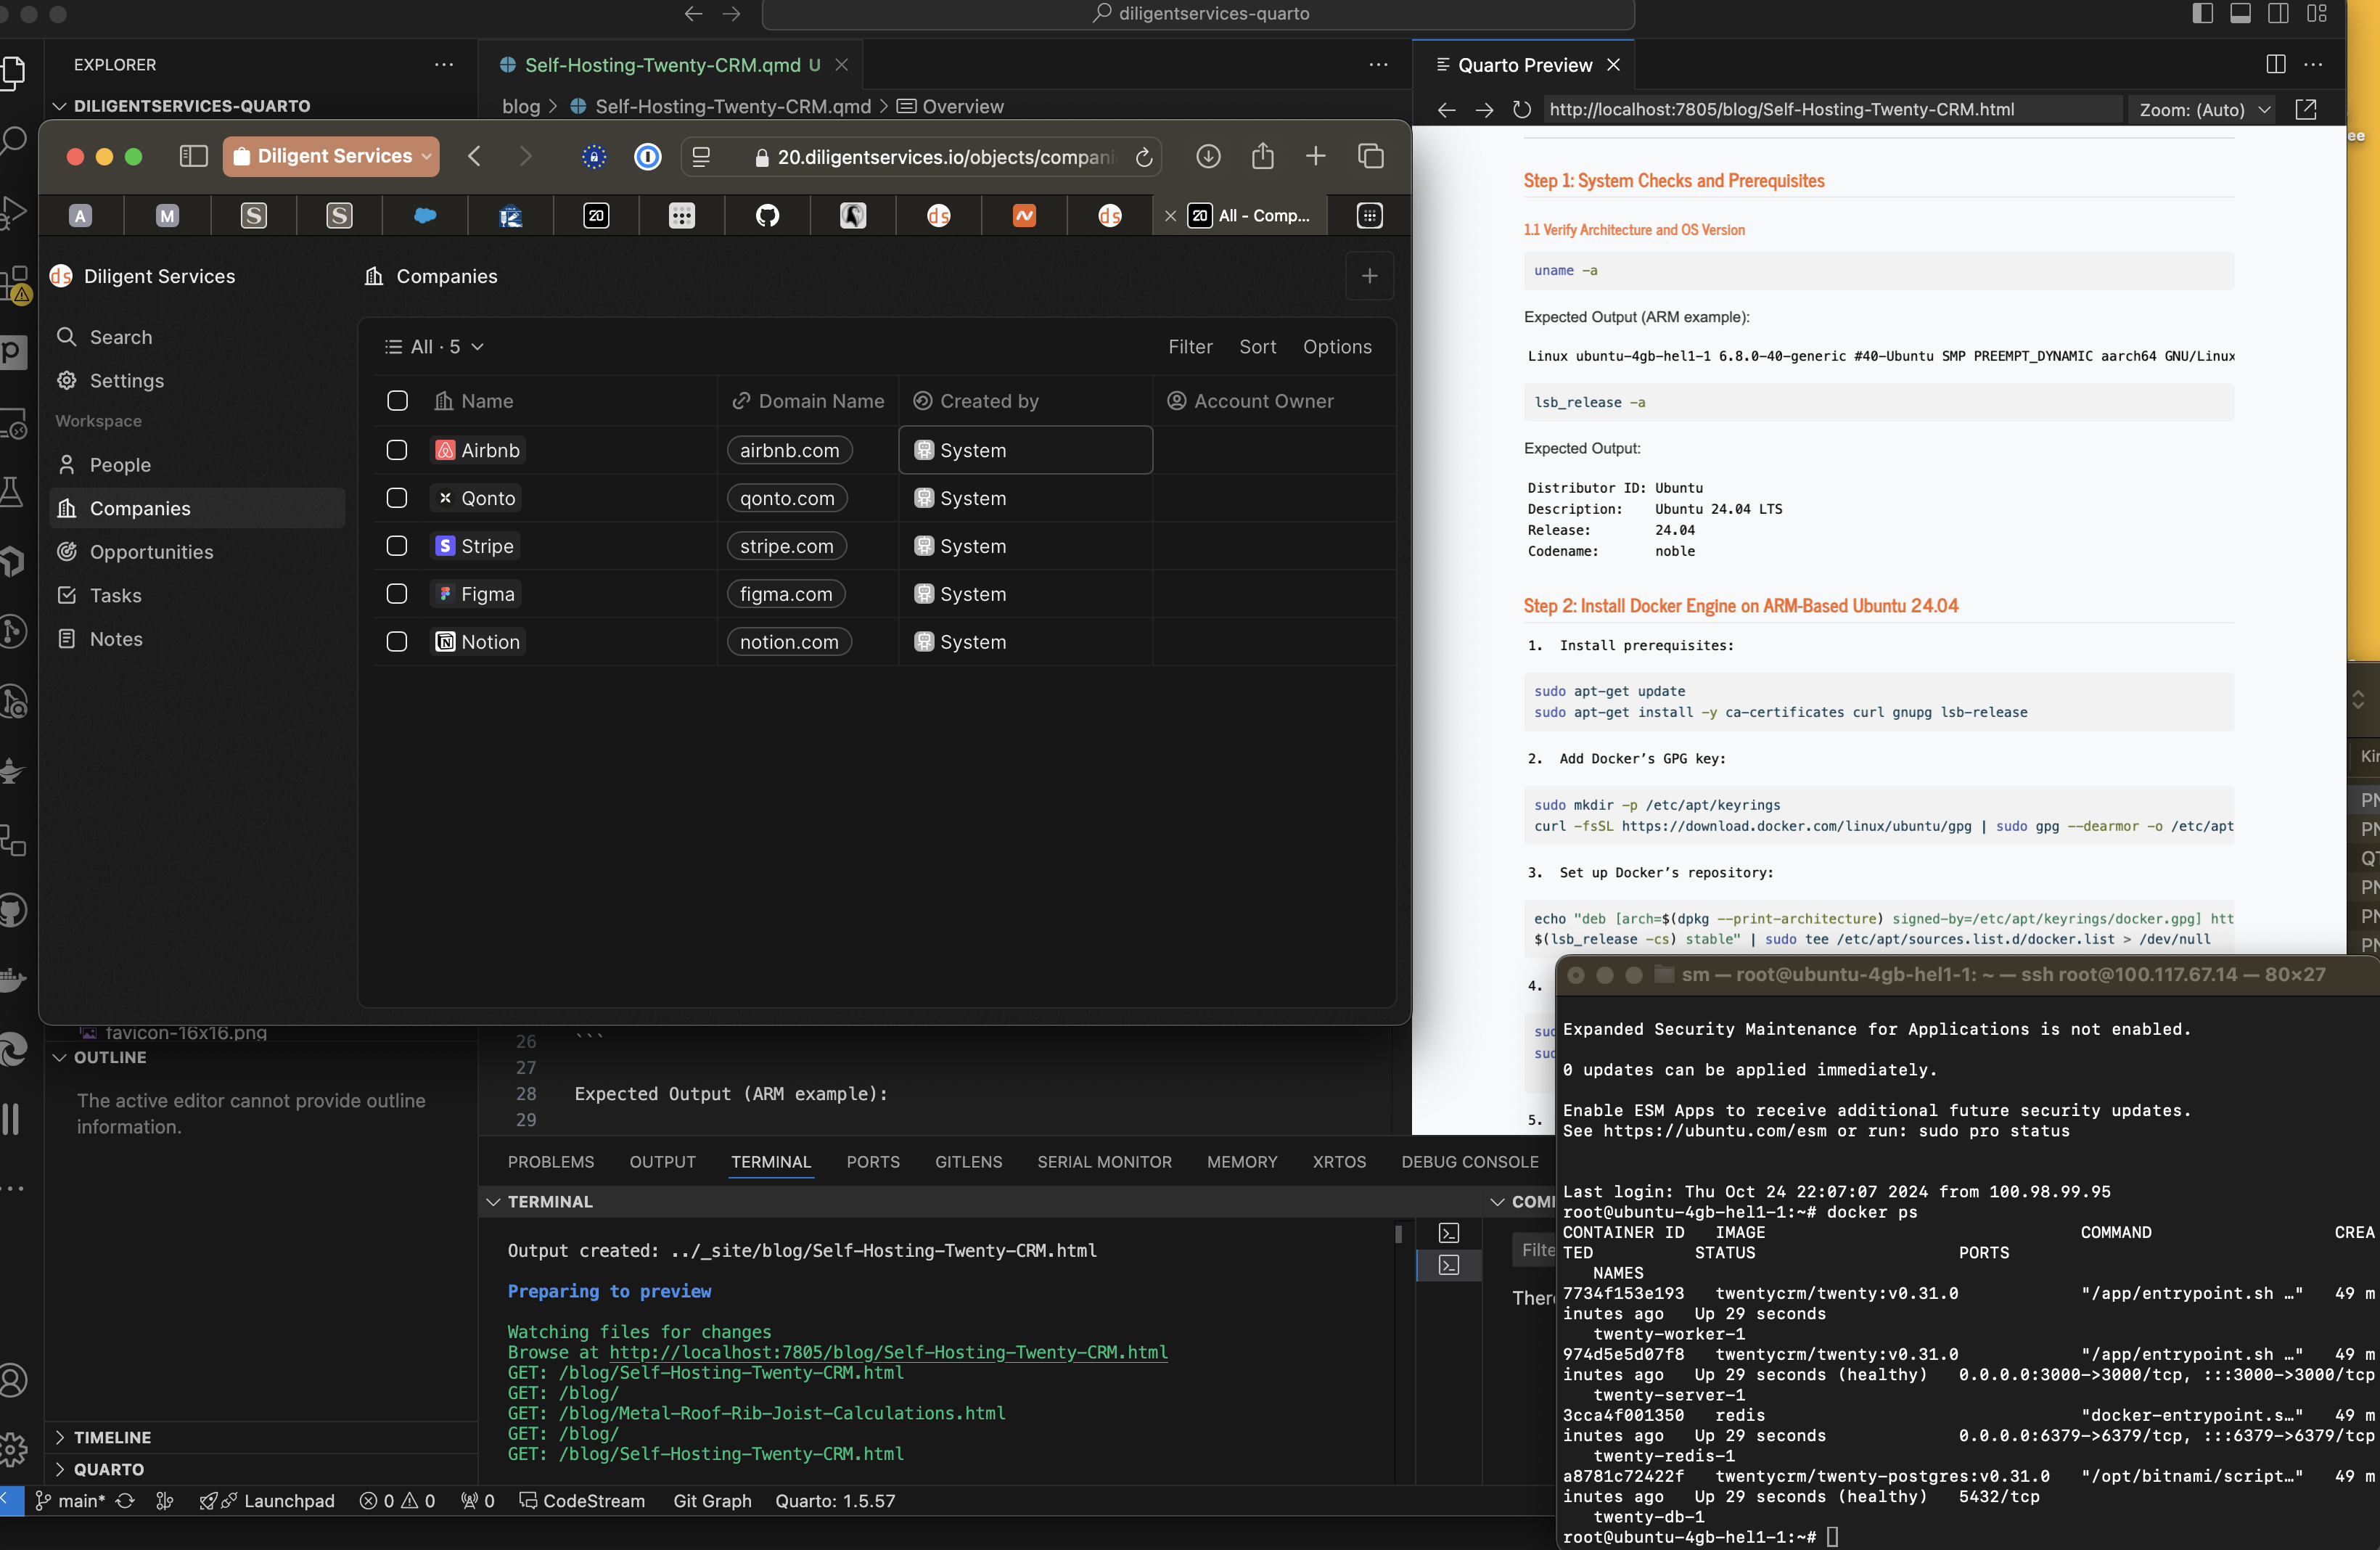 diligentservices-quarto
EXPLORER
DILIGENTSERVICES-QUARTO
Self-Hosting-Twenty-CRM.qmd U
blog > Self-Hosting-Twenty-CRM.qmd > Overview
Quarto Preview
http://localhost:7805/blog/Self-Hosting-Twenty-CRM.html
Zoom: (Auto)
ee
Diligent Services
20.diligentservices.io/objects/compani
A
M
S
S
20
ds
ds
20 All - Comp...
ds Diligent Services
Search
Settings
Workspace
People
Companies
Opportunities
Tasks
Notes
Companies
All · 5
Filter
Sort
Options
Name
Domain Name
Created by
Account Owner
Airbnb
airbnb.com
System
Qonto
qonto.com
System
S Stripe
stripe.com
System
Figma
figma.com
System
Notion
notion.com
System
Step 1: System Checks and Prerequisites
1.1 Verify Architecture and OS Version
uname -a
Expected Output (ARM example):
Linux ubuntu-4gb-hel1-1 6.8.0-40-generic #40-Ubuntu SMP PREEMPT_DYNAMIC aarch64 GNU/Linux
lsb_release -a
Expected Output:
Distributor ID: Ubuntu
Description: Ubuntu 24.04 LTS
Release: 24.04
Codename: noble
Step 2: Install Docker Engine on ARM-Based Ubuntu 24.04
1. Install prerequisites:
sudo apt-get update
sudo apt-get install -y ca-certificates curl gnupg lsb-release
2. Add Docker’s GPG key:
sudo mkdir -p /etc/apt/keyrings
curl -fsSL https://download.docker.com/linux/ubuntu/gpg | sudo gpg --dearmor -o /etc/apt
3. Set up Docker’s repository:
echo "deb [arch=$(dpkg --print-architecture) signed-by=/etc/apt/keyrings/docker.gpg] htt
$(lsb_release -cs) stable" | sudo tee /etc/apt/sources.list.d/docker.list > /dev/null
4.
5.
favicon-16x16.png
OUTLINE
The active editor cannot provide outline
information.
TIMELINE
QUARTO
26 ```
27
28 Expected Output (ARM example):
29
PROBLEMS
OUTPUT
TERMINAL
PORTS
GITLENS
SERIAL MONITOR
MEMORY
XRTOS
DEBUG CONSOLE
TERMINAL
Output created: ../_site/blog/Self-Hosting-Twenty-CRM.html
Preparing to preview
Watching files for changes
Browse at http://localhost:7805/blog/Self-Hosting-Twenty-CRM.html
GET: /blog/Self-Hosting-Twenty-CRM.html
GET: /blog/
GET: /blog/Metal-Roof-Rib-Joist-Calculations.html
GET: /blog/
GET: /blog/Self-Hosting-Twenty-CRM.html
main*
Launchpad
0
0
0
CodeStream
Git Graph
Quarto: 1.5.57
sm — root@ubuntu-4gb-hel1-1: ~ — ssh root@100.117.67.14 — 80×27
Expanded Security Maintenance for Applications is not enabled.
0 updates can be applied immediately.
Enable ESM Apps to receive additional future security updates.
See https://ubuntu.com/esm or run: sudo pro status
Last login: Thu Oct 24 22:07:07 2024 from 100.98.99.95
root@ubuntu-4gb-hel1-1:~# docker ps
CONTAINER ID IMAGE COMMAND CREA
TED STATUS PORTS
NAMES
7734f153e193 twentycrm/twenty:v0.31.0 "/app/entrypoint.sh …" 49 m
inutes ago Up 29 seconds
twenty-worker-1
974d5e5d07f8 twentycrm/twenty:v0.31.0 "/app/entrypoint.sh …" 49 m
inutes ago Up 29 seconds (healthy) 0.0.0.0:3000->3000/tcp, :::3000->3000/tcp
twenty-server-1
3cca4f001350 redis "docker-entrypoint.s…" 49 m
inutes ago Up 29 seconds 0.0.0.0:6379->6379/tcp, :::6379->6379/tcp
twenty-redis-1
a8781c72422f twentycrm/twenty-postgres:v0.31.0 "/opt/bitnami/script…" 49 m
inutes ago Up 29 seconds (healthy) 5432/tcp
twenty-db-1
root@ubuntu-4gb-hel1-1:~#